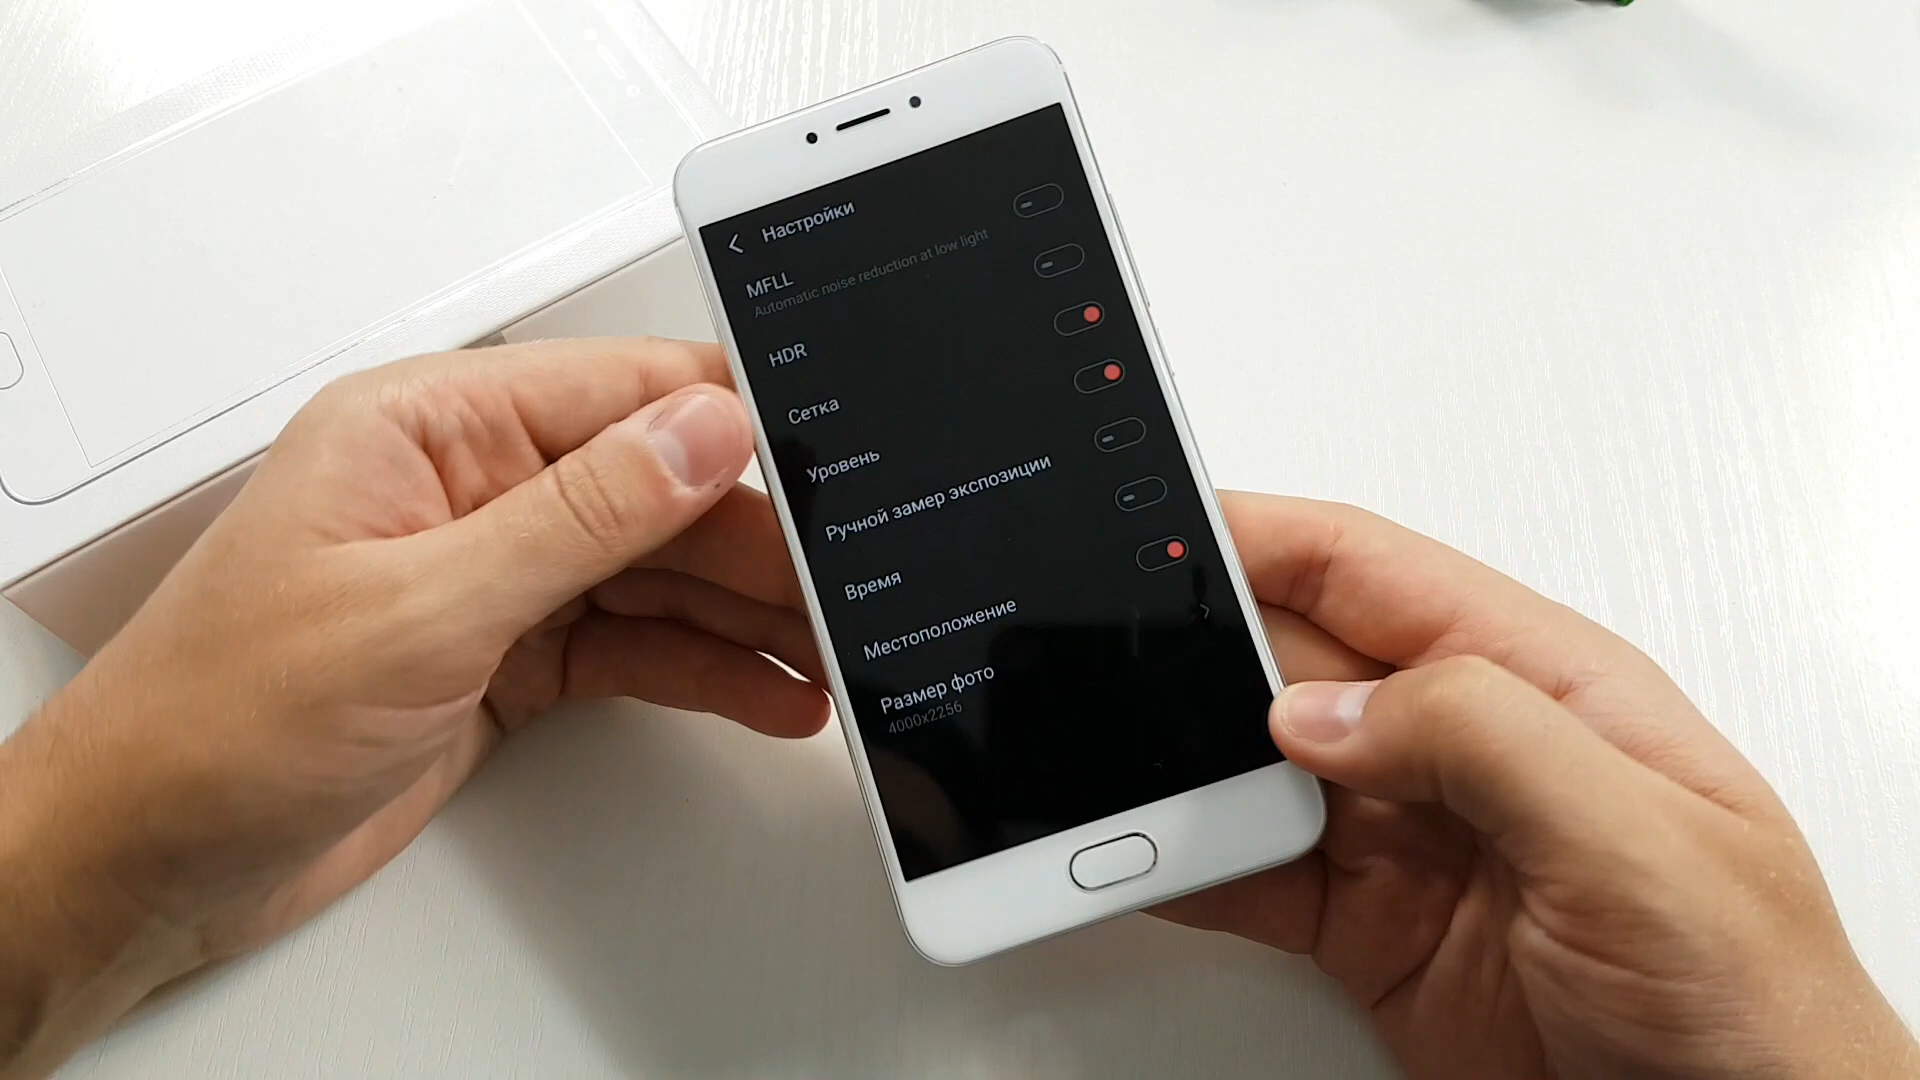 Настройки
MFLL
Automatic noise reduction at low light
HDR
Сетка
Уровень
Ручной замер экспозиции
Время
Местоположение
Размер фото
4000x2256